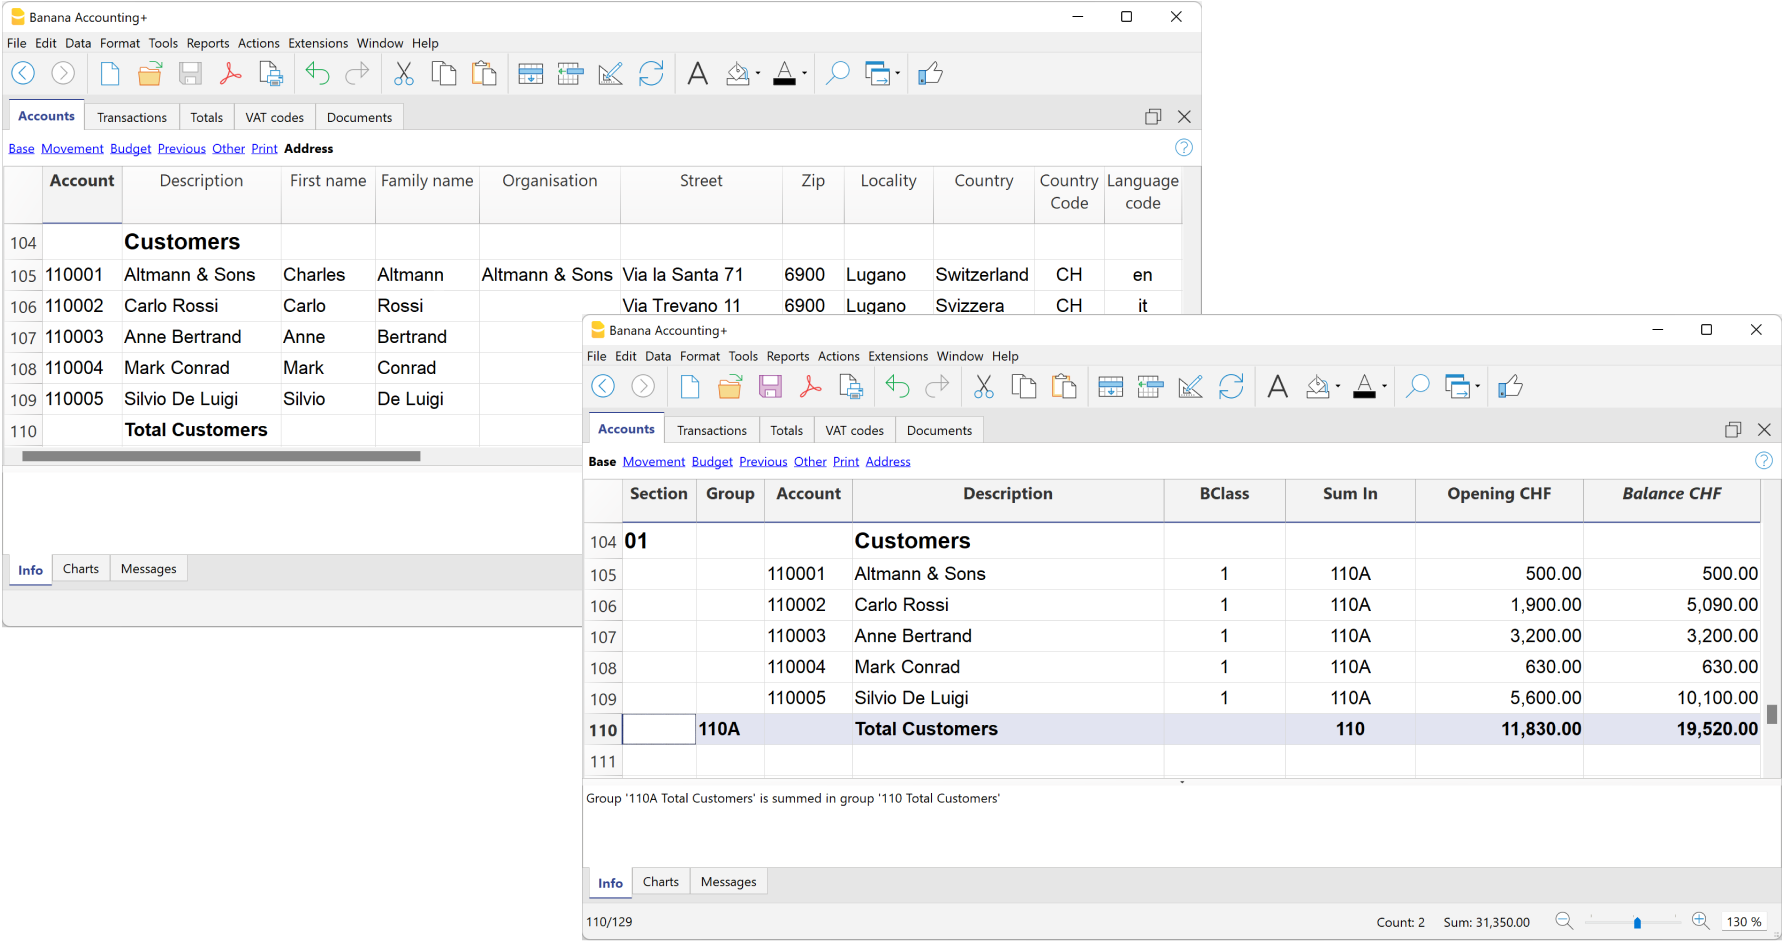 Banana Accounting+
File Edit Data Format Tools Reports Actions Extensions Window Help
Accounts Transactions Totals VAT codes Documents
Base Movement Budget Previous Other Print Address
Account Description First name Family name Organisation Street Zip Locality Country Country Code Language code
104 Customers
105 110001 Altmann & Sons Charles Altmann Altmann & Sons Via la Santa 71 6900 Lugano Switzerland CH en
106 110002 Carlo Rossi Carlo Rossi Via Trevano 11 6900 Lugano Svizzera CH it
107 110003 Anne Bertrand Anne Bertrand
108 110004 Mark Conrad Mark Conrad
109 110005 Silvio De Luigi Silvio De Luigi
110 Total Customers
Info Charts Messages
Banana Accounting+
File Edit Data Format Tools Reports Actions Extensions Window Help
Accounts Transactions Totals VAT codes Documents
Base Movement Budget Previous Other Print Address
Section Group Account Description BClass Sum In Opening CHF Balance CHF
104 01 Customers
105 110001 Altmann & Sons 1 110A 500.00 500.00
106 110002 Carlo Rossi 1 110A 1,900.00 5,090.00
107 110003 Anne Bertrand 1 110A 3,200.00 3,200.00
108 110004 Mark Conrad 1 110A 630.00 630.00
109 110005 Silvio De Luigi 1 110A 5,600.00 10,100.00
110 110A Total Customers 110 11,830.00 19,520.00
111
Group '110A Total Customers' is summed in group '110 Total Customers'
Info Charts Messages
110/129 Count: 2 Sum: 31,350.00 130 %